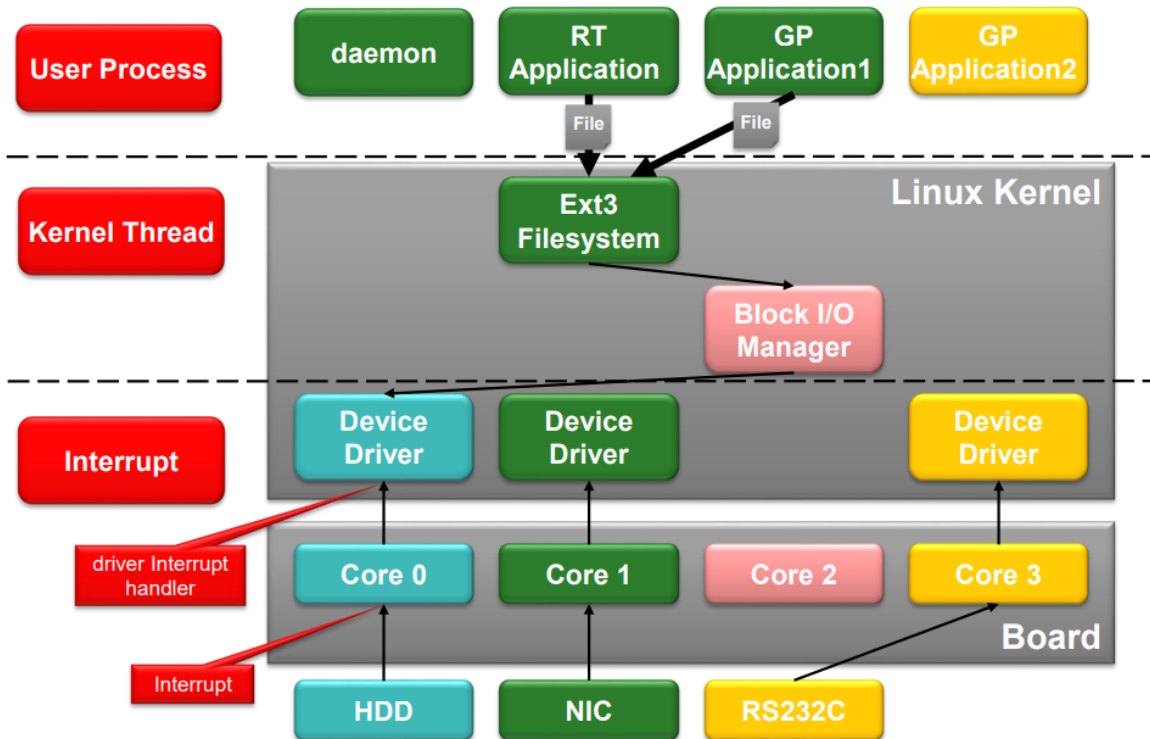 User Process
daemon
RT
Application
GP
Application1
GP
Application2
File
File
Linux Kernel
Kernel Thread
Ext3
Filesystem
Block I/O
Manager
Interrupt
Device
Driver
Device
Driver
Device
Driver
driver Interrupt
handler
Core 0
Core 1
Core 2
Core 3
Board
Interrupt
HDD
NIC
RS232C